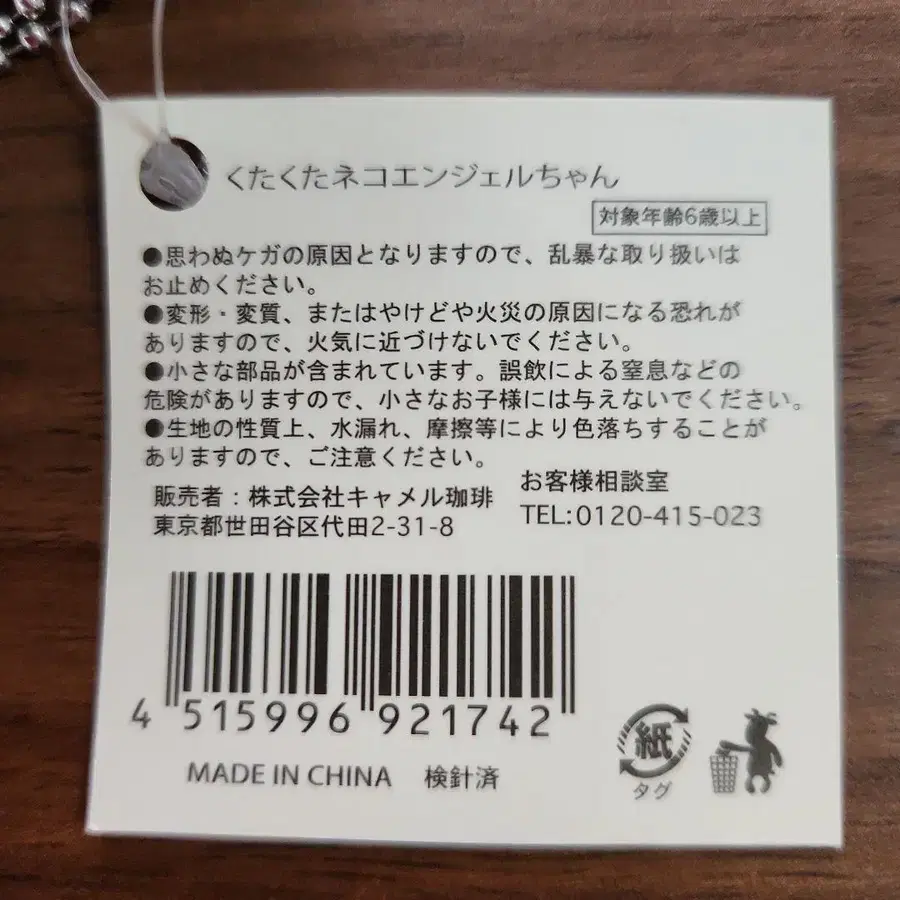 くたくたネコエンジェルちゃん
対象年齢6歳以上
●思わぬケガの原因となりますので、乱暴な取り扱いは
お止めください。
●変形・変質、またはやけどや火災の原因になる恐れが
ありますので、火気に近づけないでください。
●小さな部品が含まれています。誤飲による窒息などの
危険がありますので、小さなお子様には与えないでください。
●生地の性質上、水漏れ、摩擦等により色落ちすることが
ありますので、ご注意ください。
販売者：株式会社キャメル珈琲
東京都世田谷区代田2-31-8
お客様相談室
TEL:0120-415-023
4 515996 921742
MADE IN CHINA 検針済
紙
タグ